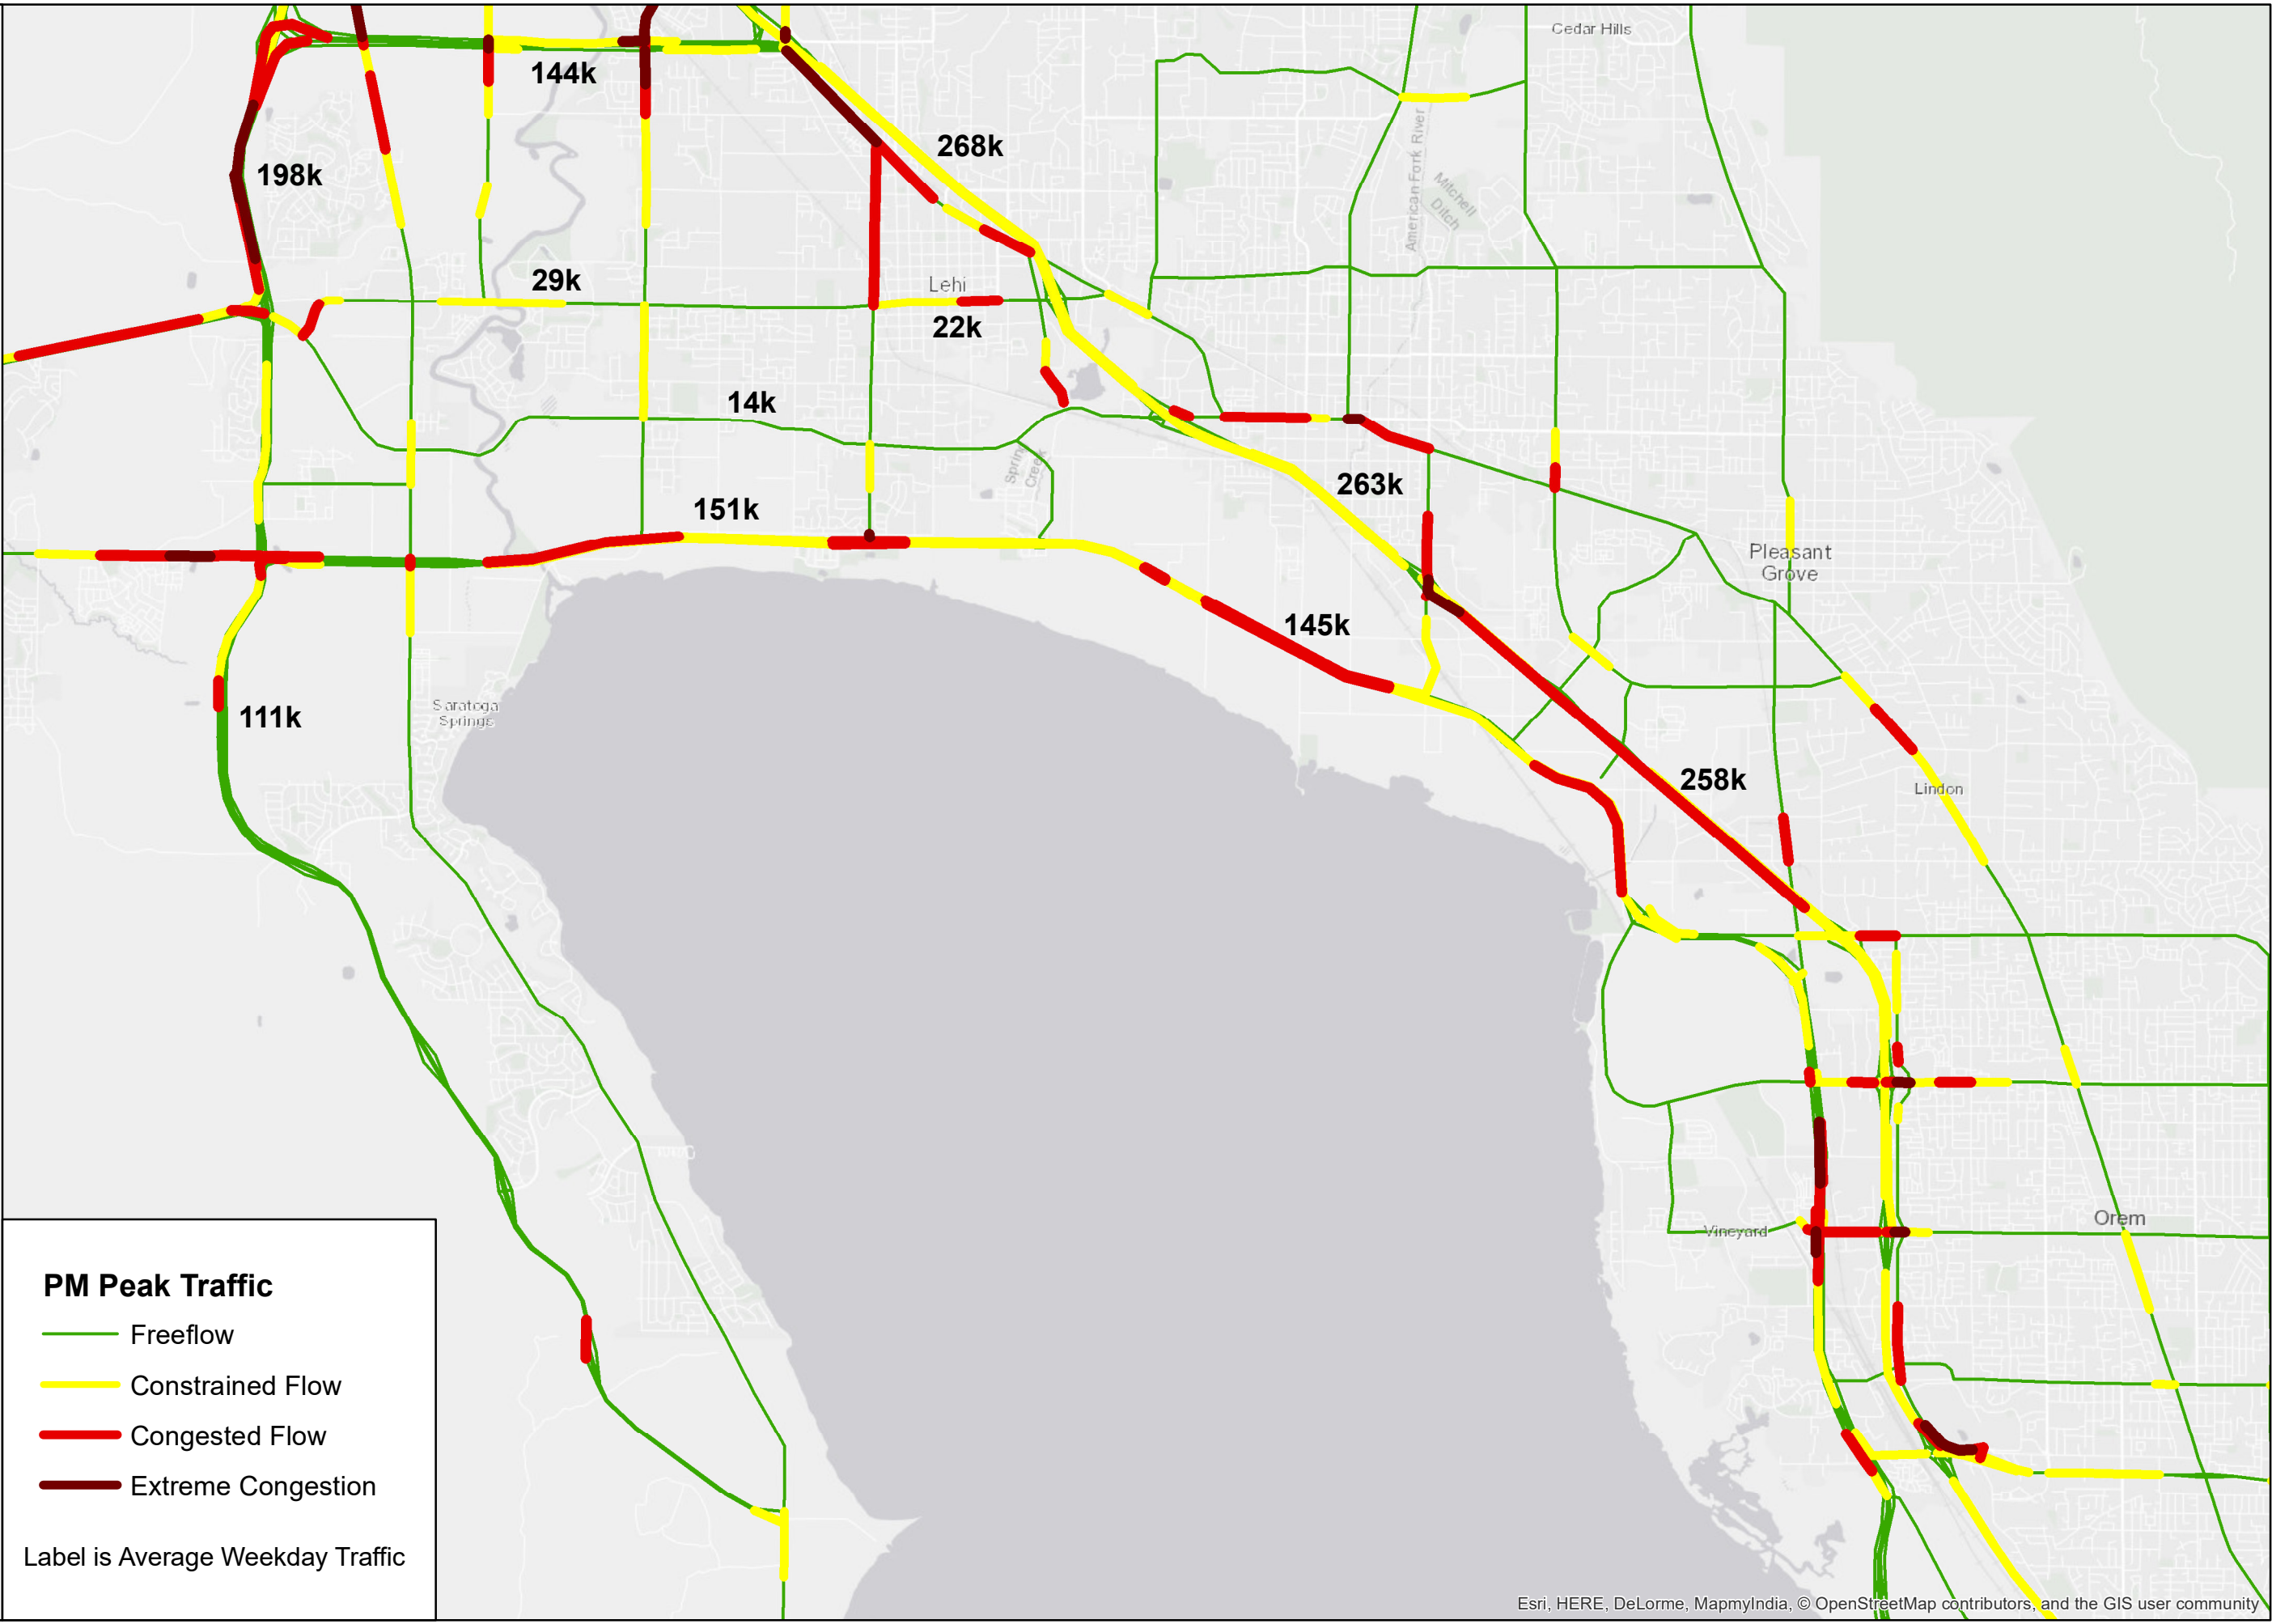 Cedar Hills
144k
268k
198k
American Fork River
Mitchell
Ditch
29k
Lehi
22k
14k
Spring
Creek
263k
151k
Pleasant
Grove
145k
Saratoga
Springs
111k
258k
Lindon
Vineyard
Orem
PM Peak Traffic
Freeflow
Constrained Flow
Congested Flow
Extreme Congestion
Label is Average Weekday Traffic
Esri, HERE, DeLorme, MapmyIndia, © OpenStreetMap contributors, and the GIS user community